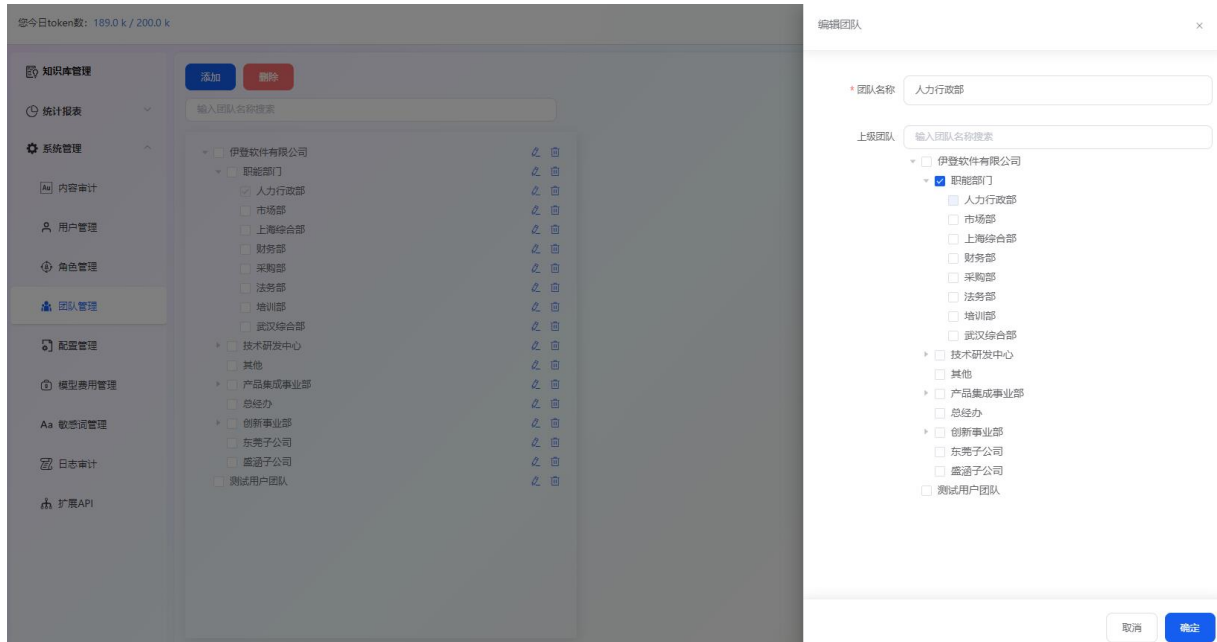 您今日token数：189.0 k / 200.0 k
知识库管理
统计报表
系统管理
Au 内容审计
用户管理
角色管理
团队管理
配置管理
模型费用管理
Aa 敏感词管理
日志审计
扩展API
添加 删除
输入团队名称搜索
伊登软件有限公司
职能部门
人力行政部
市场部
上海综合部
财务部
采购部
法务部
培训部
武汉综合部
技术研发中心
其他
产品集成事业部
总经办
创新事业部
东莞子公司
盛涵子公司
测试用户团队
编辑团队 ×
* 团队名称 人力行政部
上级团队 输入团队名称搜索
伊登软件有限公司
职能部门
人力行政部
市场部
上海综合部
财务部
采购部
法务部
培训部
武汉综合部
技术研发中心
其他
产品集成事业部
总经办
创新事业部
东莞子公司
盛涵子公司
测试用户团队
取消 确定